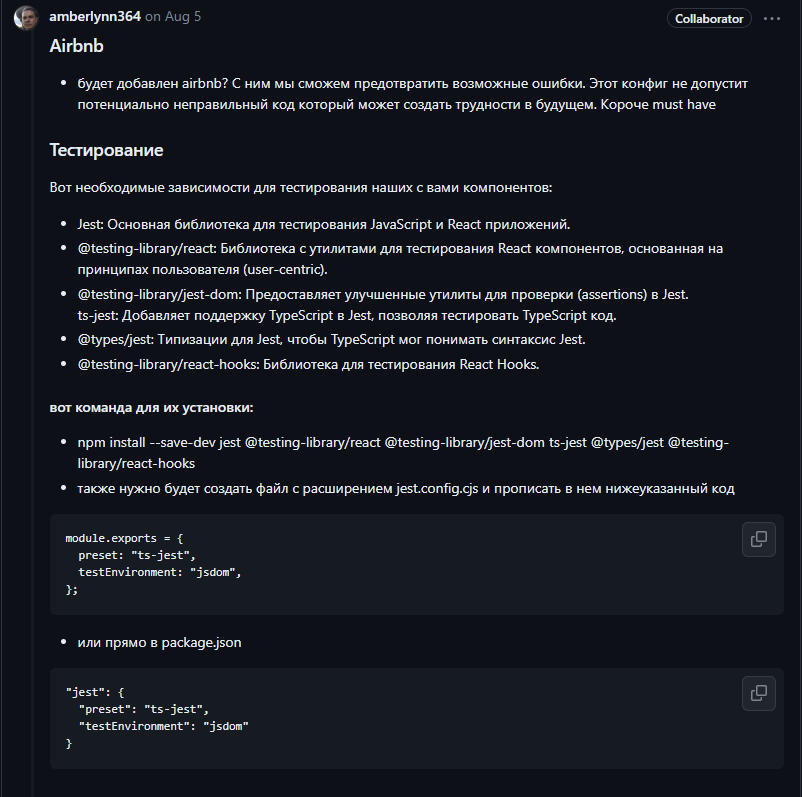 amberlynn364 on Aug 5
Collaborator
Airbnb
будет добавлен airbnb? С ним мы сможем предотвратить возможные ошибки. Этот конфиг не допустит
потенциально неправильный код который может создать трудности в будущем. Короче must have
Тестирование
Вот необходимые зависимости для тестирования наших с вами компонентов:
Jest: Основная библиотека для тестирования JavaScript и React приложений.
@testing-library/react: Библиотека с утилитами для тестирования React компонентов, основанная на
принципах пользователя (user-centric).
@testing-library/jest-dom: Предоставляет улучшенные утилиты для проверки (assertions) в Jest.
ts-jest: Добавляет поддержку TypeScript в Jest, позволяя тестировать TypeScript код.
@types/jest: Типизации для Jest, чтобы TypeScript мог понимать синтаксис Jest.
@testing-library/react-hooks: Библиотека для тестирования React Hooks.
вот команда для их установки:
npm install --save-dev jest @testing-library/react @testing-library/jest-dom ts-jest @types/jest @testing-
library/react-hooks
также нужно будет создать файл с расширением jest.config.cjs и прописать в нем нижеуказанный код
module.exports = {
  preset: "ts-jest",
  testEnvironment: "jsdom",
};
или прямо в package.json
"jest": {
  "preset": "ts-jest",
  "testEnvironment": "jsdom"
}